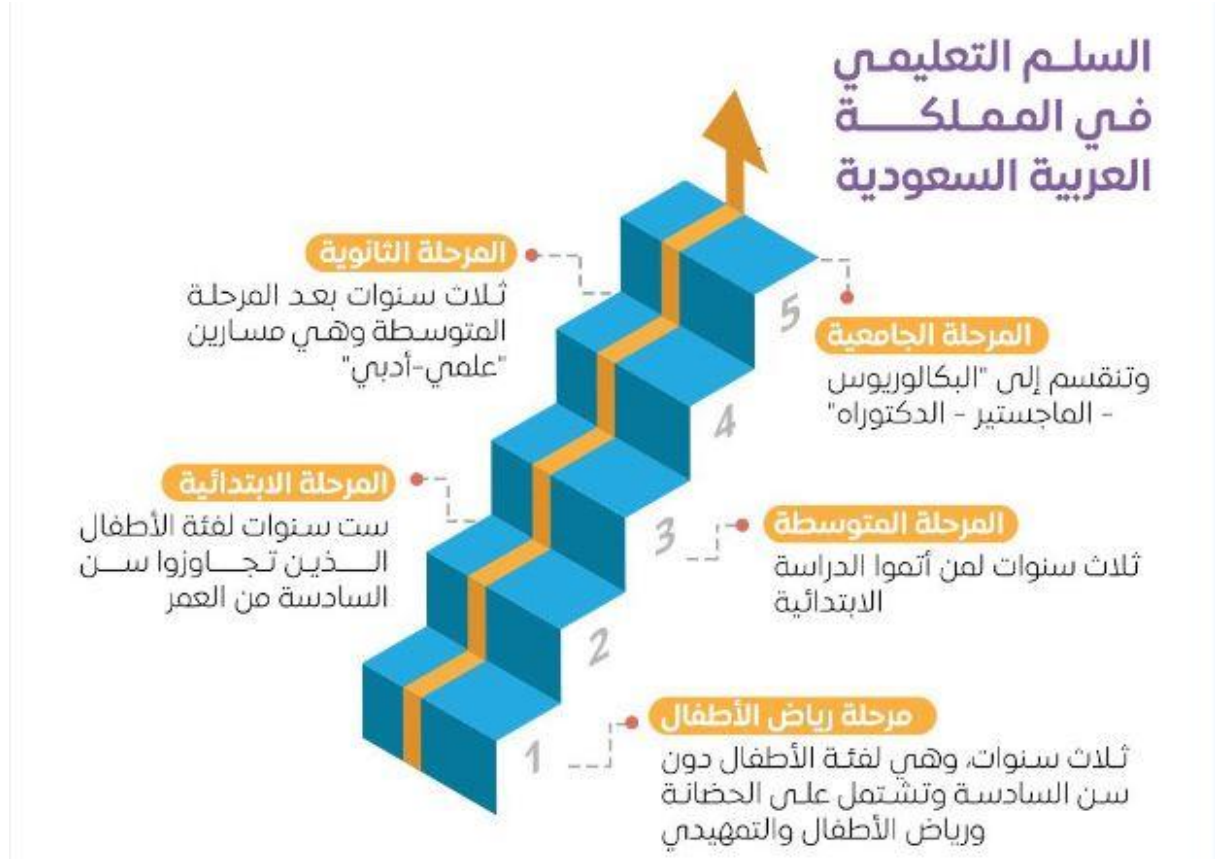 السلم التعليمي
في المملكة
العربية السعودية
المرحلة الثانوية
ثلاث سنوات بعد المرحلة
المتوسطة وهي مسارين
"علمي-أدبي"
5
المرحلة الجامعية
وتنقسم إلى "البكالوريوس
- الماجستير - الدكتوراه"
4
المرحلة الابتدائية
ست سنوات لفئة الأطفال
الذين تجاوزوا سن
السادسة من العمر
3
المرحلة المتوسطة
ثلاث سنوات لمن أتموا الدراسة
الابتدائية
2
1
مرحلة رياض الأطفال
ثلاث سنوات، وهي لفئة الأطفال دون
سن السادسة وتشتمل على الحضانة
ورياض الأطفال والتمهيدي